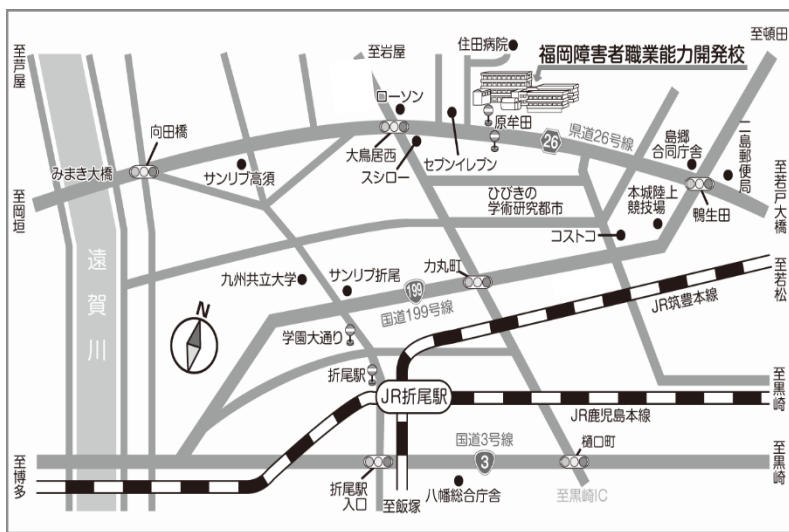 至芦屋
至岩屋
住田病院
至頓田
福岡障害者職業能力開発校
ローソン
向田橋
原牟田
県道26号線
26
大鳥居西
セブンイレブン
島郷
合同庁舎
二島郵便局
みまき大橋
サンリブ高須
スシロー
ひびきの
学術研究都市
本城陸上
競技場
鴨生田
至若戸大橋
至岡垣
コストコ
遠賀川
九州共立大学
サンリブ折尾
力丸町
199
国道199号線
JR筑豊本線
至若松
N
学園大通り
折尾駅
JR折尾駅
至黒崎
JR鹿児島本線
国道3号線
3
樋口町
至博多
至黒崎
折尾駅
入口
至飯塚
八幡総合庁舎
至黒崎IC